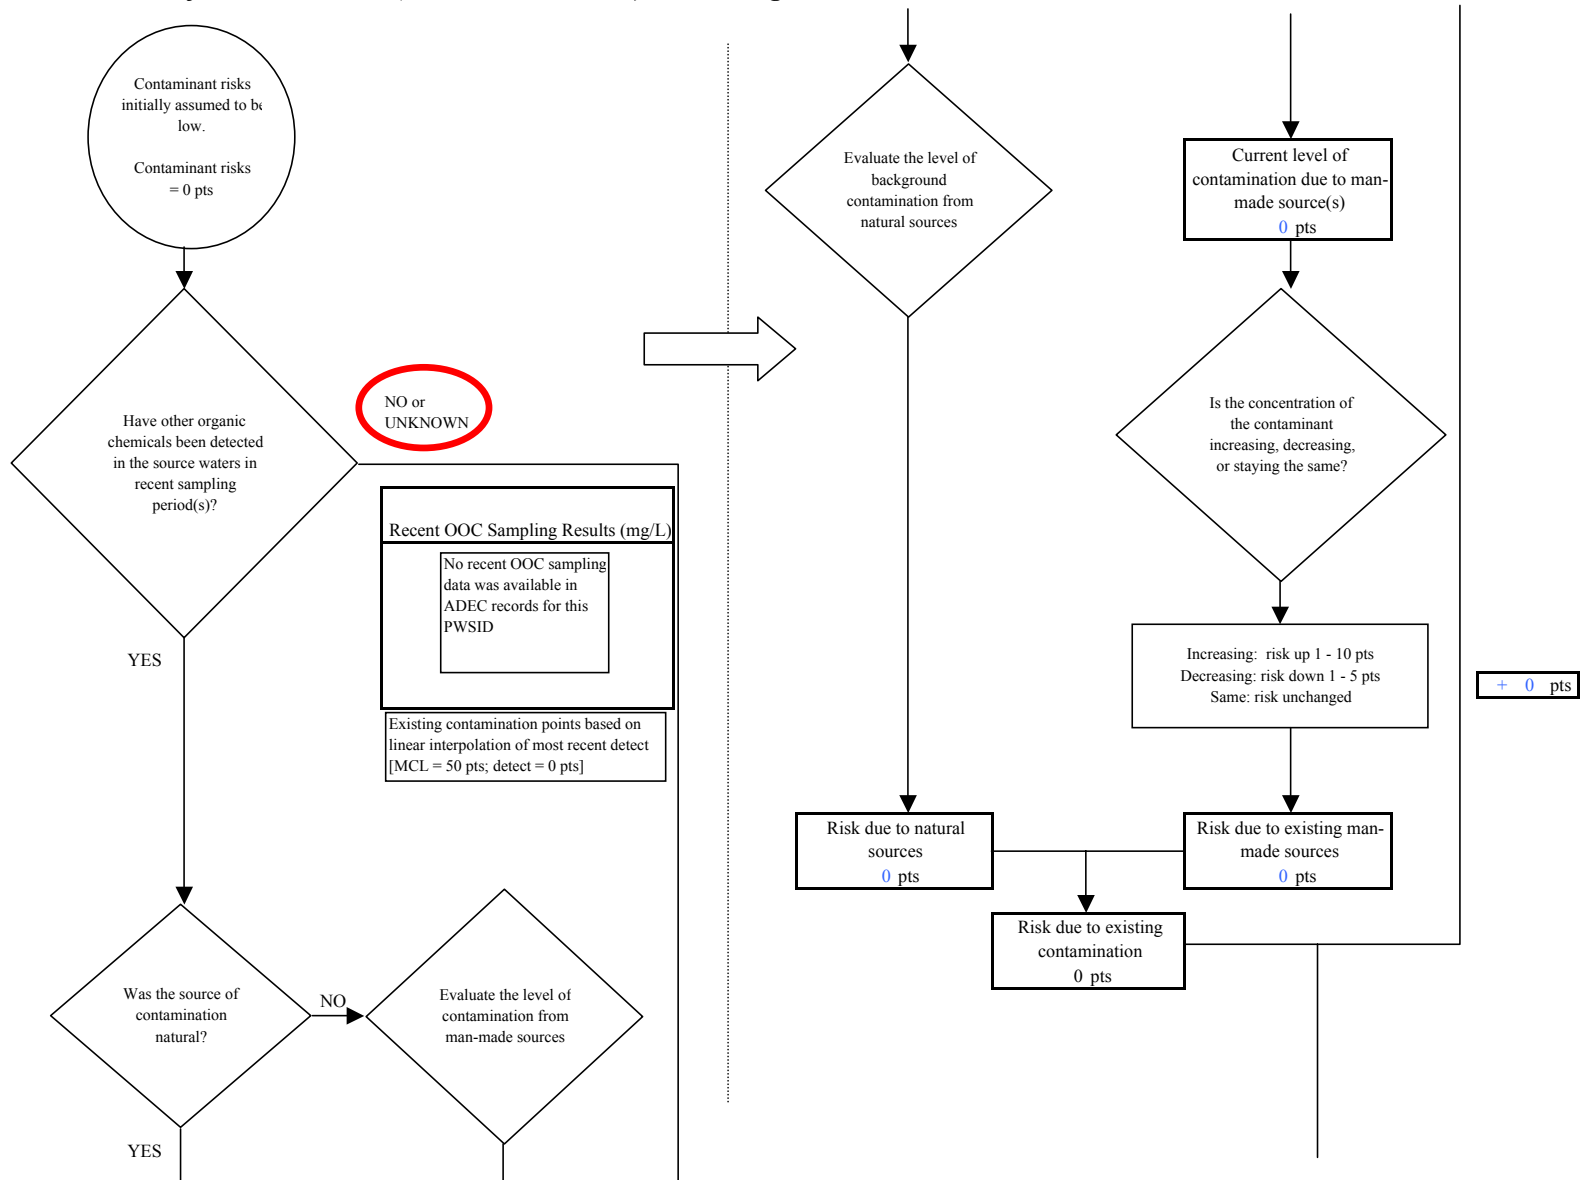 Contaminant risks
initially assumed to be
low.
Contaminant risks
= 0 pts
Have other organic
chemicals been detected
in the source waters in
recent sampling
period(s)?
NO or
UNKNOWN
Recent OOC Sampling Results (mg/L)
No recent OOC sampling
data was available in
ADEC records for this
PWSID
Existing contamination points based on
linear interpolation of most recent detect
[MCL = 50 pts; detect = 0 pts]
YES
Was the source of
contamination
natural?
NO
Evaluate the level of
contamination from
man-made sources
YES
Evaluate the level of
background
contamination from
natural sources
Current level of
contamination due to man-
made source(s)
0 pts
Is the concentration of
the contaminant
increasing, decreasing,
or staying the same?
Increasing: risk up 1 - 10 pts
Decreasing: risk down 1 - 5 pts
Same: risk unchanged
+ 0 pts
Risk due to natural
sources
0 pts
Risk due to existing man-
made sources
0 pts
Risk due to existing
contamination
0 pts